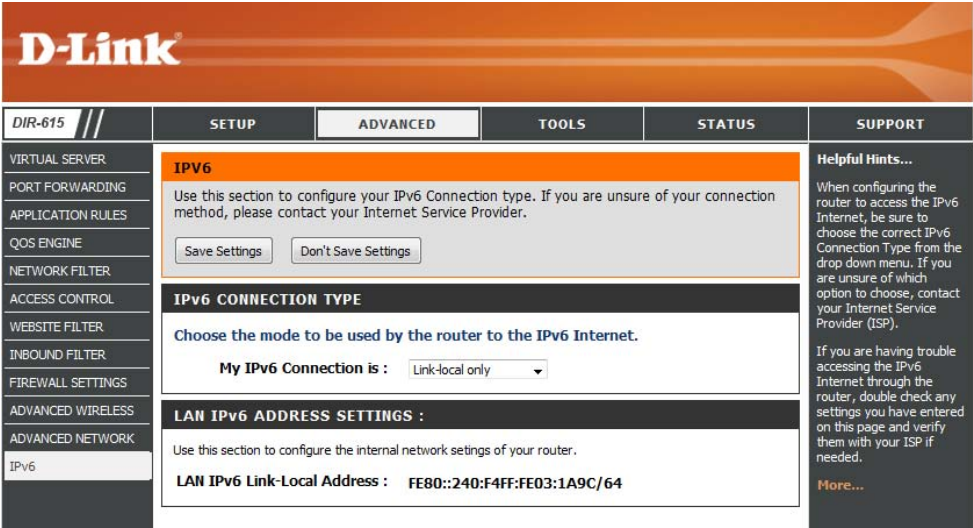 D-Link®
DIR-615
SETUP
ADVANCED
TOOLS
STATUS
SUPPORT
VIRTUAL SERVER
PORT FORWARDING
APPLICATION RULES
QOS ENGINE
NETWORK FILTER
ACCESS CONTROL
WEBSITE FILTER
INBOUND FILTER
FIREWALL SETTINGS
ADVANCED WIRELESS
ADVANCED NETWORK
IPv6
IPV6
Use this section to configure your IPv6 Connection type. If you are unsure of your connection
method, please contact your Internet Service Provider.
Save Settings
Don't Save Settings
IPv6 CONNECTION TYPE
Choose the mode to be used by the router to the IPv6 Internet.
My IPv6 Connection is : Link-local only
LAN IPv6 ADDRESS SETTINGS :
Use this section to configure the internal network setings of your router.
LAN IPv6 Link-Local Address : FE80::240:F4FF:FE03:1A9C/64
Helpful Hints...
When configuring the
router to access the IPv6
Internet, be sure to
choose the correct IPv6
Connection Type from the
drop down menu. If you
are unsure of which
option to choose, contact
your Internet Service
Provider (ISP).
If you are having trouble
accessing the IPv6
Internet through the
router, double check any
settings you have entered
on this page and verify
them with your ISP if
needed.
More...